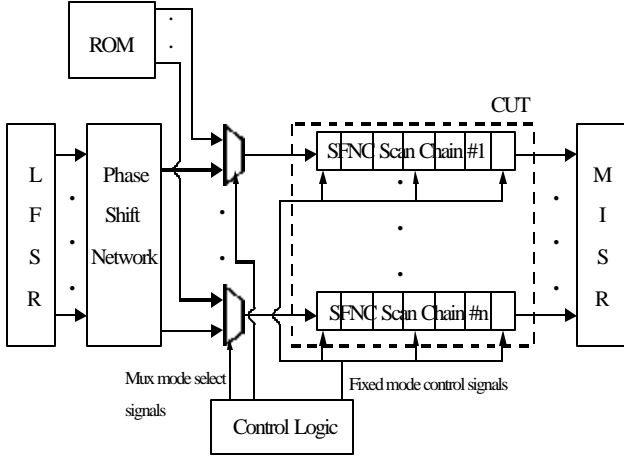 ROM
CUT
SFNC Scan Chain #1
L
F
S
R
Phase
Shift
Network
M
I
S
R
SFNC Scan Chain #n
Mux mode select
signals
Fixed mode control signals
Control Logic